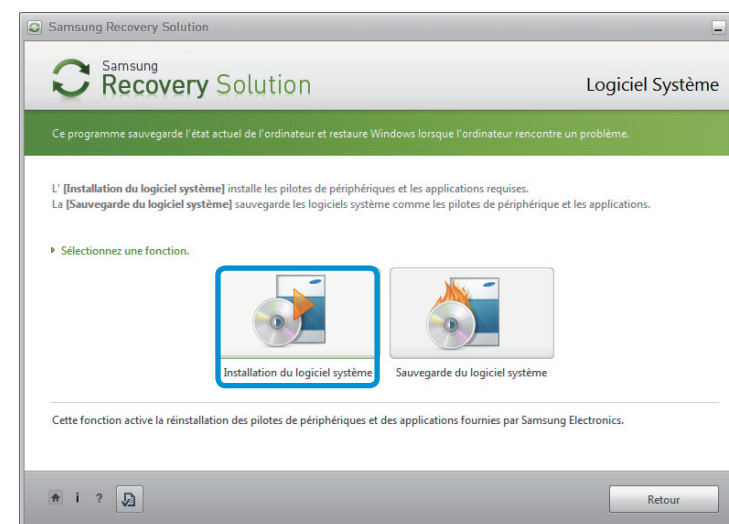 Samsung Recovery Solution
Samsung
Recovery Solution
Logiciel Système
Ce programme sauvegarde l'état actuel de l'ordinateur et restaure Windows lorsque l'ordinateur rencontre un problème.
L' [Installation du logiciel système] installe les pilotes de périphériques et les applications requises.
La [Sauvegarde du logiciel système] sauvegarde les logiciels système comme les pilotes de périphérique et les applications.
Sélectionnez une fonction.
Installation du logiciel système
Sauvegarde du logiciel système
Cette fonction active la réinstallation des pilotes de périphériques et des applications fournies par Samsung Electronics.
i ?
Retour